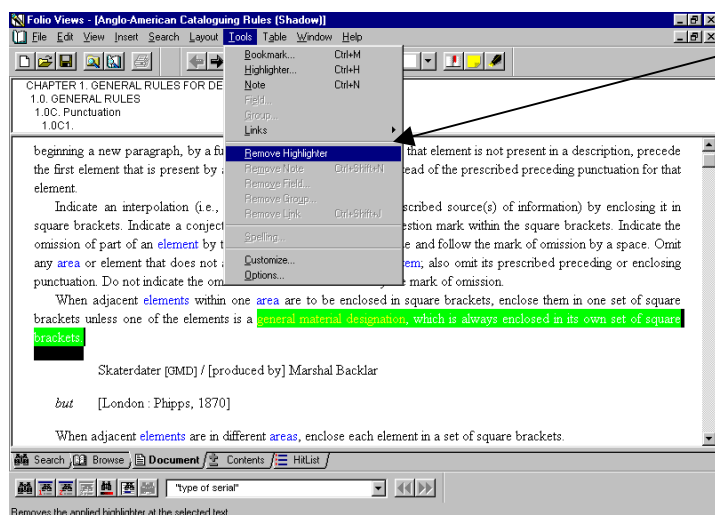 Folio Views - [Anglo-American Cataloguing Rules (Shadow)]
File Edit View Insert Search Layout Tools Table Window Help
Bookmark... Ctrl+M
Highlighter... Ctrl+H
Note Ctrl+N
Field...
Group...
Links
Remove Highlighter
Remove Note Ctrl+Shift+N
Remove Field...
Remove Group...
Remove Link Ctrl+Shift+J
Spelling...
Customize...
Options...
CHAPTER 1. GENERAL RULES FOR DE
1.0. GENERAL RULES
1.0C. Punctuation
1.0C1.
beginning a new paragraph, by a fu that element is not present in a description, precede
the first element that is present by ead of the prescribed preceding punctuation for that
element.
Indicate an interpolation (i.e., scribed source(s) of information) by enclosing it in
square brackets. Indicate a conject estion mark within the square brackets. Indicate the
omission of part of an element by t e and follow the mark of omission by a space. Omit
any area or element that does not em; also omit its prescribed preceding or enclosing
punctuation. Do not indicate the om e mark of omission.
When adjacent elements within one area are to be enclosed in square brackets, enclose them in one set of square
brackets unless one of the elements is a general material designation, which is always enclosed in its own set of square
brackets.
Skaterdater [GMD] / [produced by] Marshal Backlar
but [London : Phipps, 1870]
When adjacent elements are in different areas, enclose each element in a set of square brackets.
Search Browse Document Contents HitList
"type of serial"
Removes the applied highlighter at the selected text